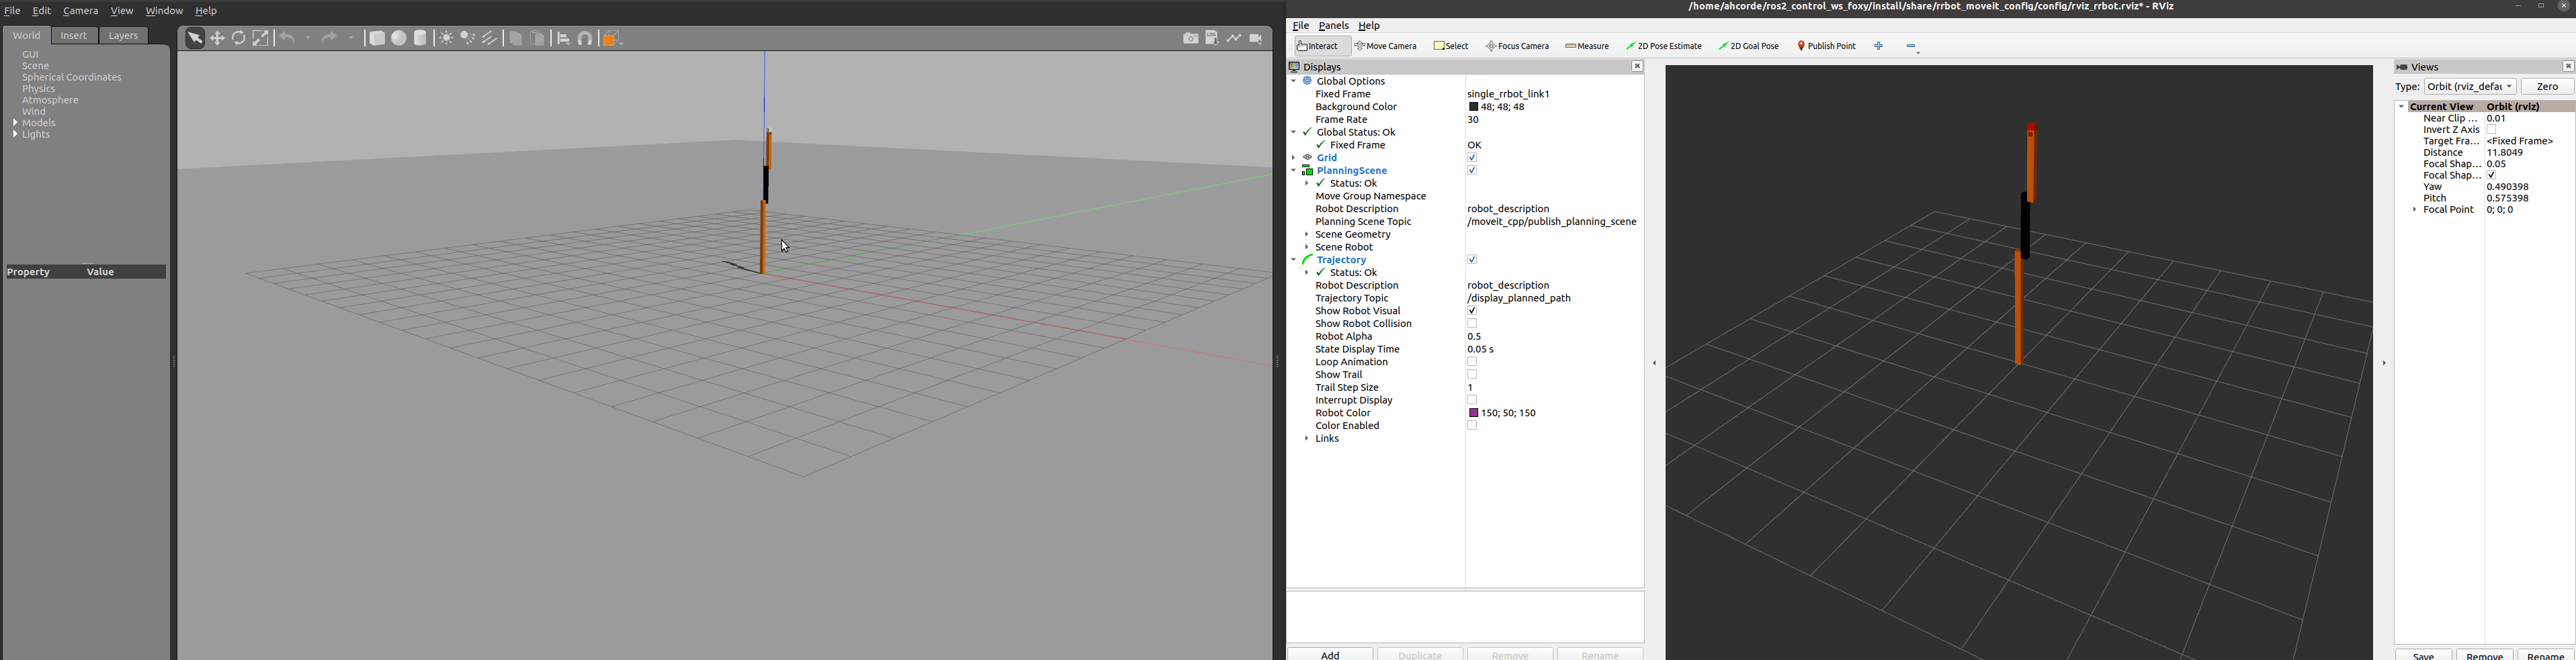 File Edit Camera View Window Help
World Insert Layers
GUI
Scene
Spherical Coordinates
Physics
Atmosphere
Wind
Models
Lights
Property Value
LOG
/home/ahcorde/ros2_control_ws_foxy/install/share/rrbot_moveit_config/config/rviz_rrbot.rviz* - RViz
File Panels Help
Interact Move Camera Select Focus Camera Measure 2D Pose Estimate 2D Goal Pose Publish Point
Displays
Global Options
Fixed Frame single_rrbot_link1
Background Color 48; 48; 48
Frame Rate 30
Global Status: Ok
Fixed Frame OK
Grid
PlanningScene
Status: Ok
Move Group Namespace
Robot Description robot_description
Planning Scene Topic /moveit_cpp/publish_planning_scene
Scene Geometry
Scene Robot
Trajectory
Status: Ok
Robot Description robot_description
Trajectory Topic /display_planned_path
Show Robot Visual
Show Robot Collision
Robot Alpha 0.5
State Display Time 0.05 s
Loop Animation
Show Trail
Trail Step Size 1
Interrupt Display
Robot Color 150; 50; 150
Color Enabled
Links
Add Duplicate Remove Rename
Views
Type: Orbit (rviz_defau Zero
Current View Orbit (rviz)
Near Clip ... 0.01
Invert Z Axis
Target Fra... <Fixed Frame>
Distance 11.8049
Focal Shap... 0.05
Focal Shap...
Yaw 0.490398
Pitch 0.575398
Focal Point 0; 0; 0
Save Remove Rename